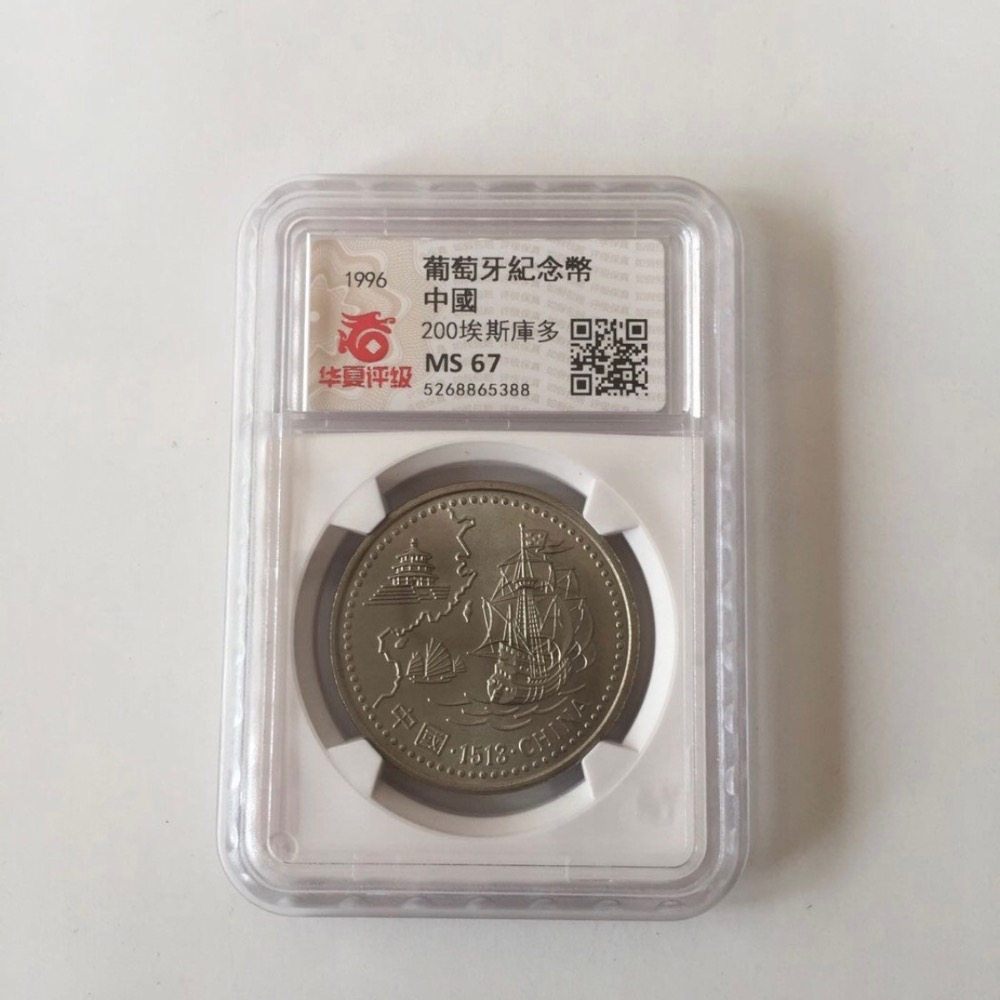 1996
华夏评级
葡萄牙紀念幣
中國
200埃斯庫多
MS 67
5268865388
中國·1513·CHINA